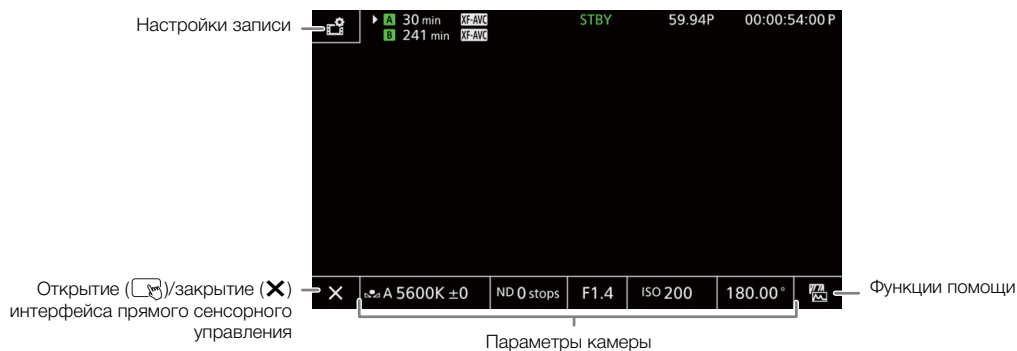 Настройки записи
A 30 min XF-AVC STBY 59.94P 00:00:54:00 P
B 241 min XF-AVC
Открытие ( )/закрытие (✕)
интерфейса прямого сенсорного
управления
✕ A 5600K ±0 ND 0 stops F1.4 ISO 200 180.00°
Функции помощи
Параметры камеры